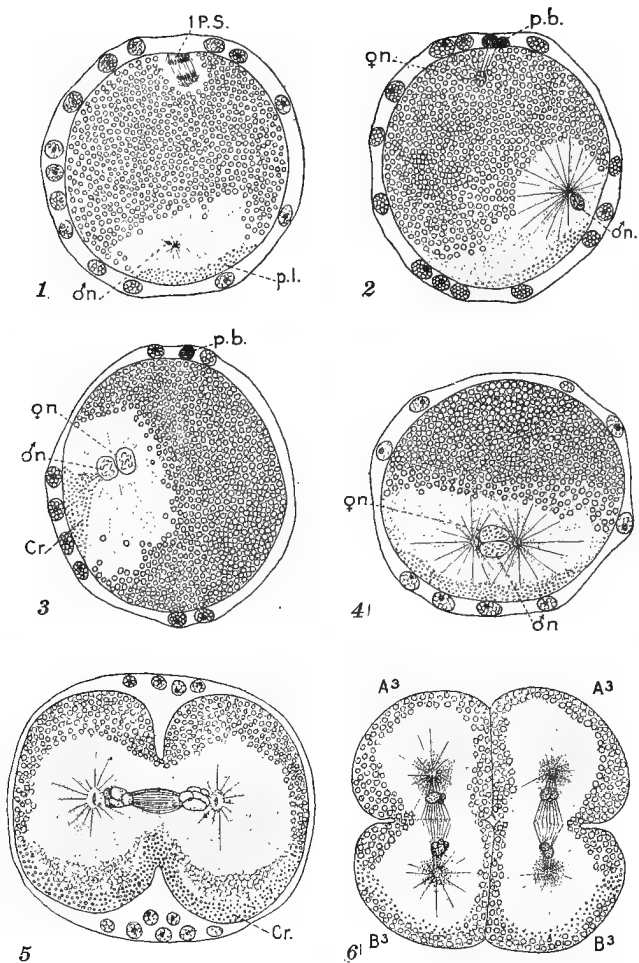 1 P.S.
♂n.
p.l.
1
p.b.
♀n.
♂n.
2
p.b.
♀n.
♂n.
Cr.
3
♀n.
♂n
4
Cr.
5
A³ A³
B³ B³
6